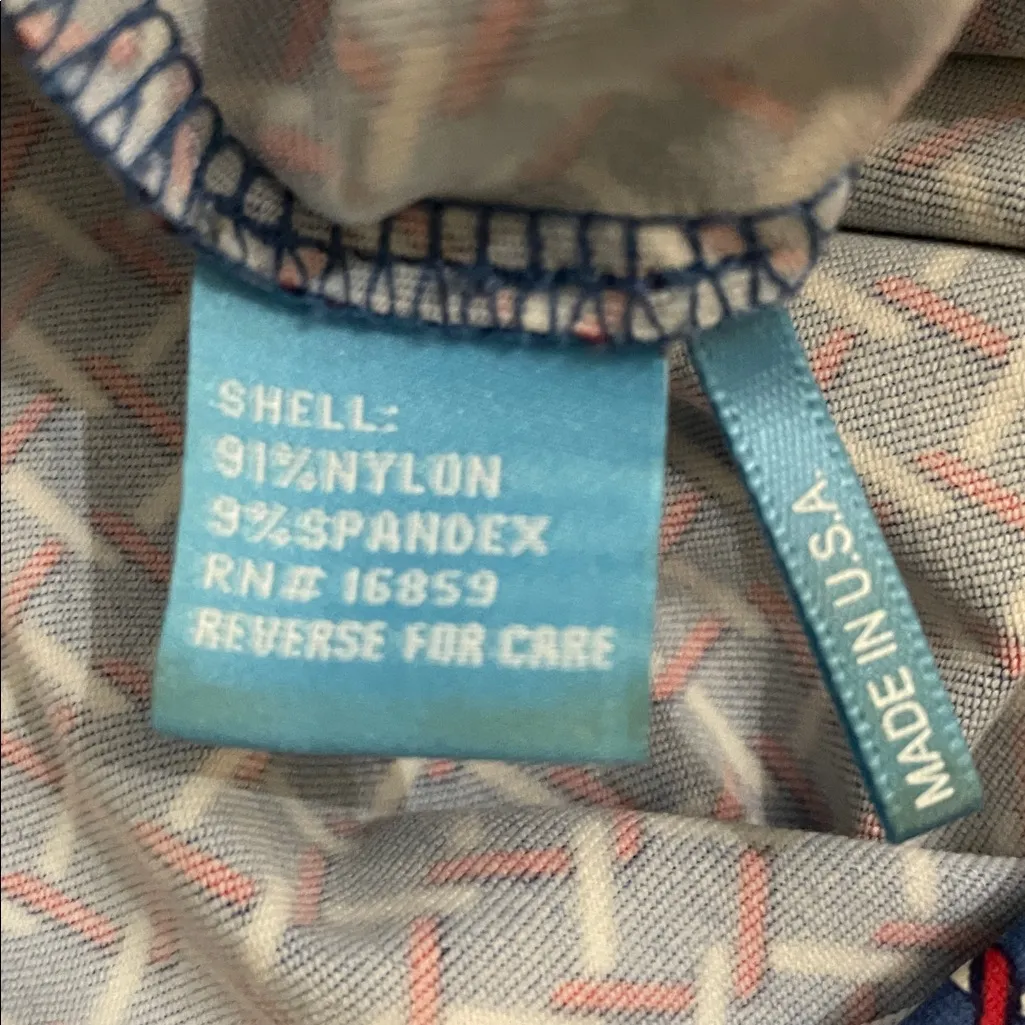 SHELL:
91%NYLON
9%SPANDEX
RN# 16859
REVERSE FOR CARE
MADE IN U.S.A.